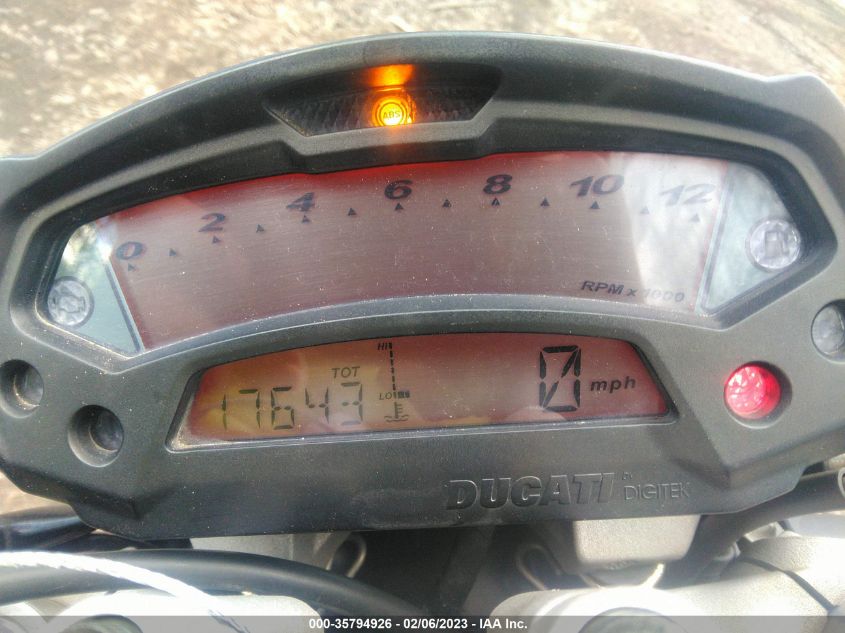 ABS
0 2 4 6 8 10 12
RPM x 1000
HI
TOT
17643
LO
0 mph
DUCATI BY DIGITEK
000-35794926 - 02/06/2023 - IAA